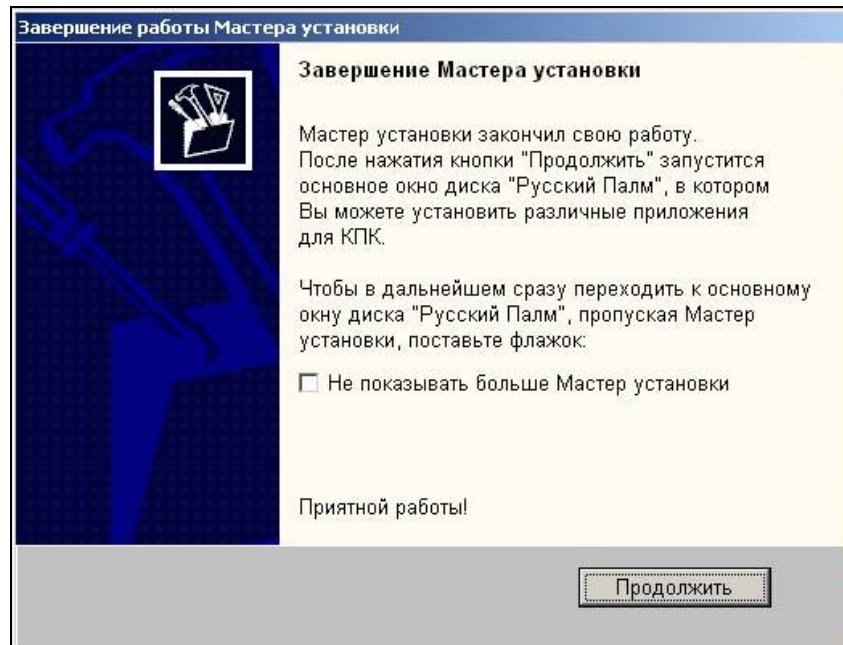 Завершение работы Мастера установки
Завершение Мастера установки
Мастер установки закончил свою работу.
После нажатия кнопки "Продолжить" запустится
основное окно диска "Русский Палм", в котором
Вы можете установить различные приложения
для КПК.
Чтобы в дальнейшем сразу переходить к основному
окну диска "Русский Палм", пропуская Мастер
установки, поставьте флажок:
Не показывать больше Мастер установки
Приятной работы!
Продолжить